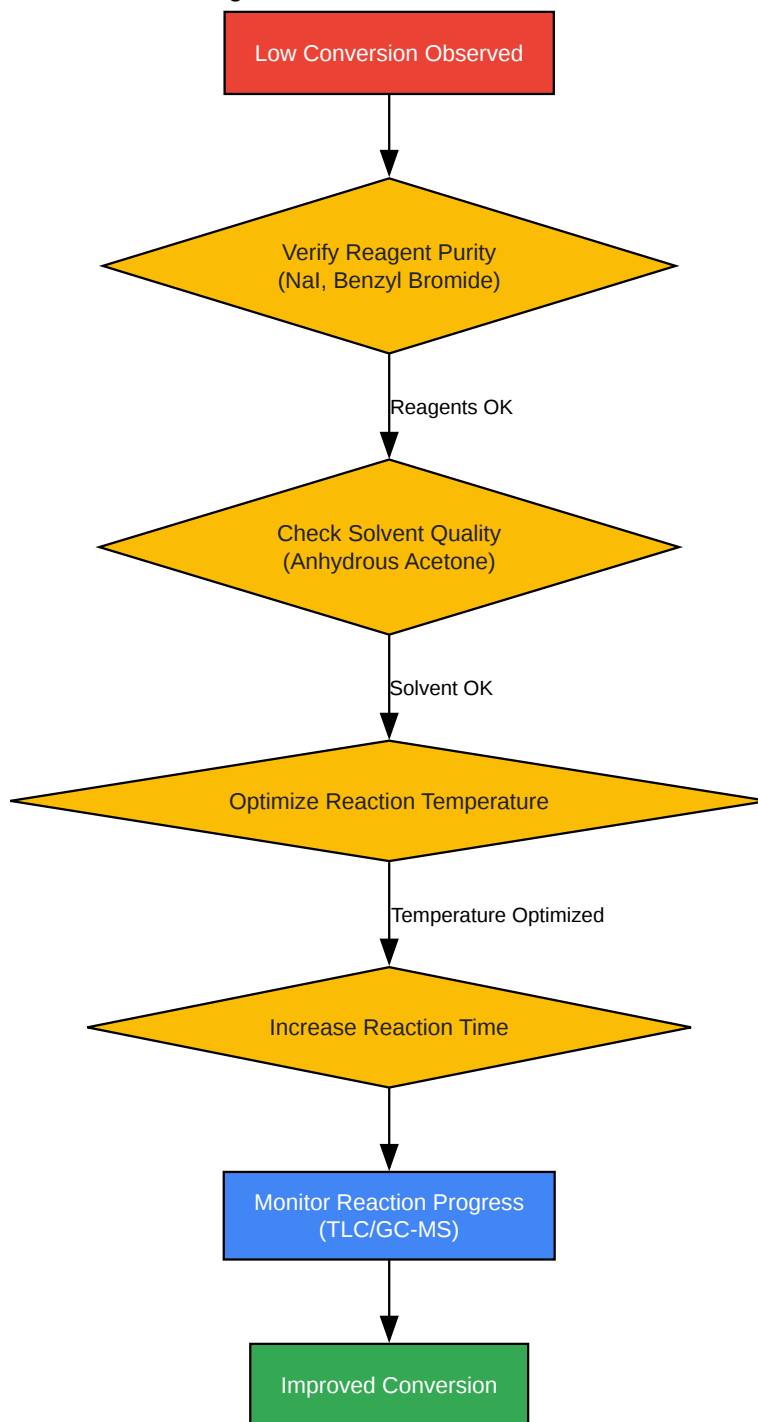 Low Conversion Observed
Verify Reagent Purity
(NaI, Benzyl Bromide)
Reagents OK
Check Solvent Quality
(Anhydrous Acetone)
Solvent OK
Optimize Reaction Temperature
Temperature Optimized
Increase Reaction Time
Monitor Reaction Progress
(TLC/GC-MS)
Improved Conversion